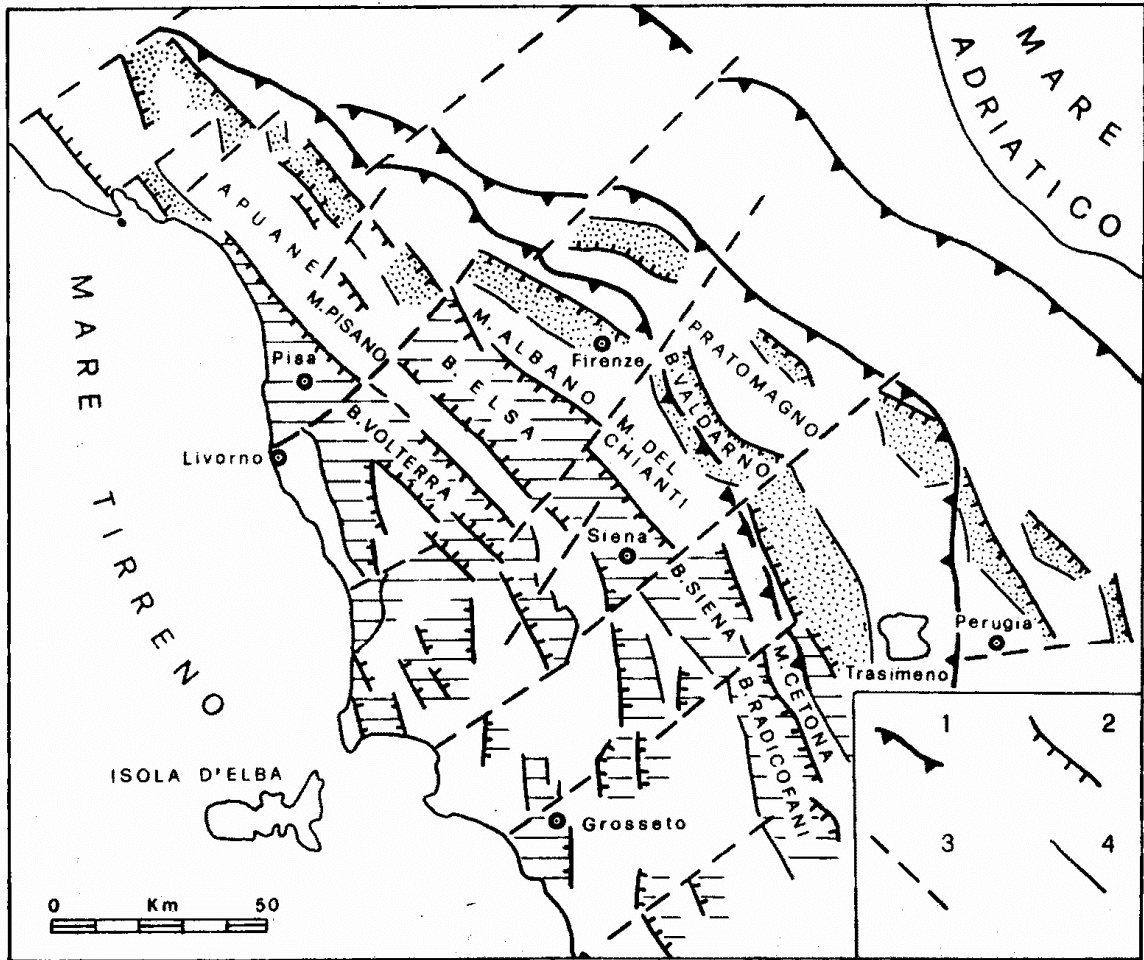 MARE
ADRIATICO
APUANE
M. PISANO
M. ALBANO
PRATOMAGNO
Pisa
Firenze
B. ELSA
B. VALDARNO
MARE TIRRENO
B. VOLTERRA
M. DEL
CHIANTI
Livorno
Siena
B. SIENA
Perugia
Trasimeno
M. CETONA
B. RADICOFANI
ISOLA D'ELBA
Grosseto
0 Km 50
1
2
3
4